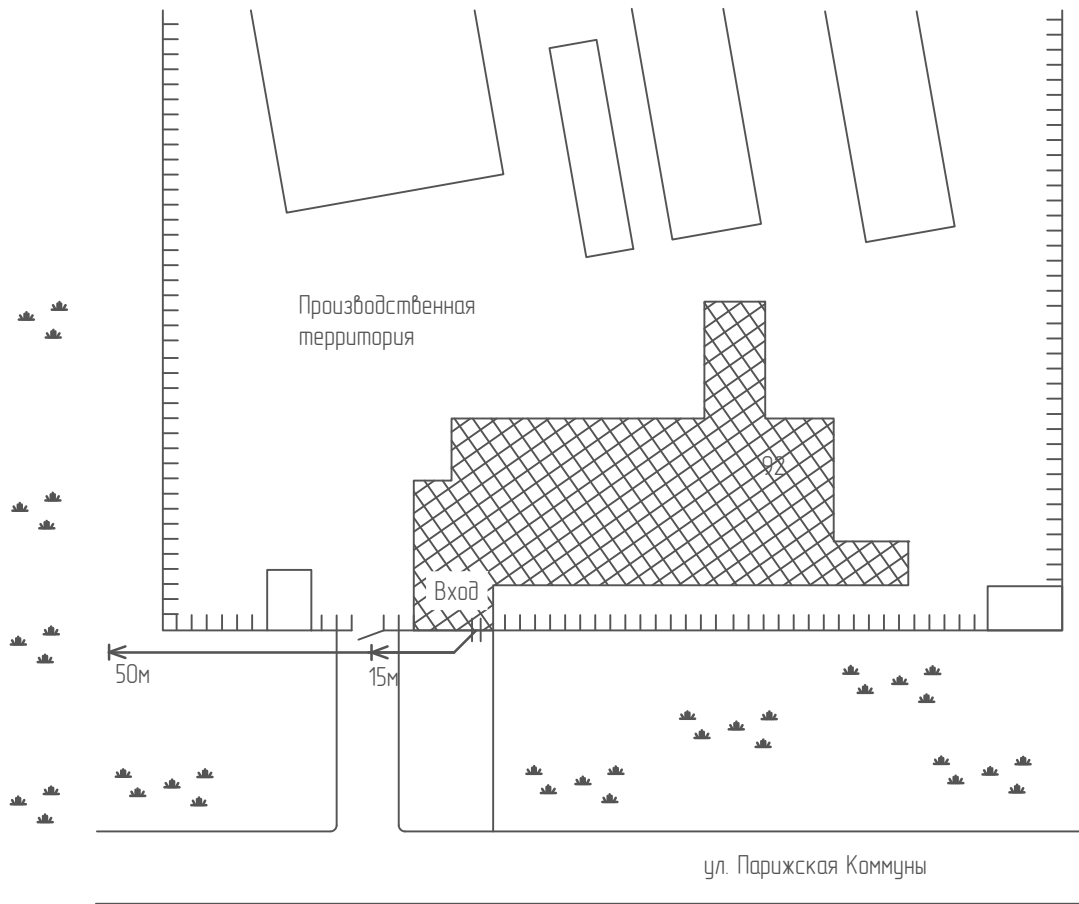 Производственная
территория
92
Вход
50м
15м
ул. Парижская Коммуны